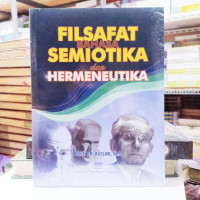 FILSAFAT
BAHASA
SEMIOTIKA
dan
HERMENEUTIKA